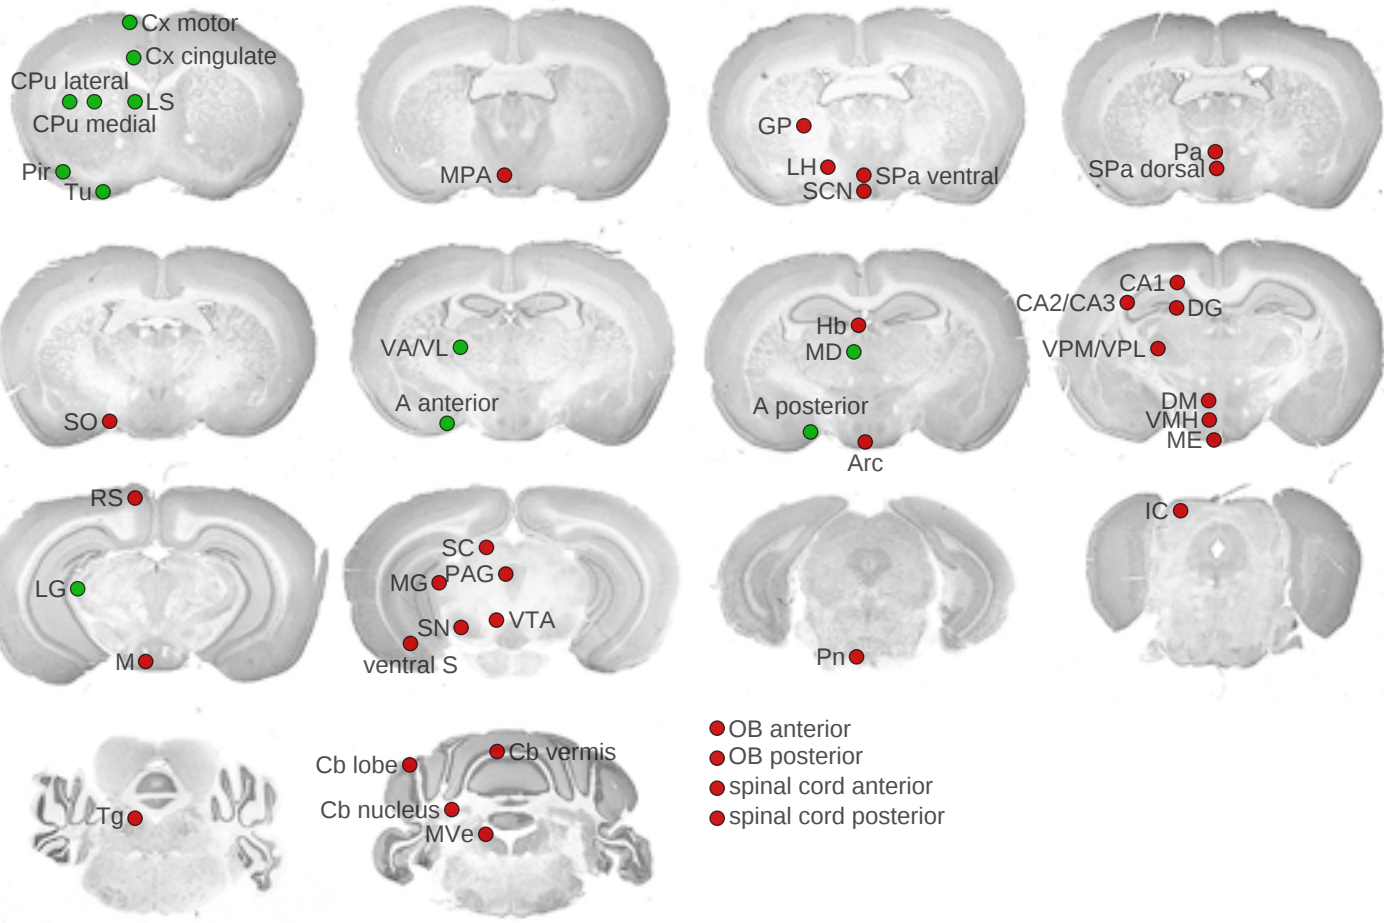 Cx motor
Cx cingulate
CPu lateral
LS
CPu medial
Pir
Tu
MPA
GP
LH
SPa ventral
SCN
Pa
SPa dorsal
SO
VA/VL
A anterior
Hb
MD
A posterior
Arc
CA1
CA2/CA3
DG
VPM/VPL
DM
VMH
ME
RS
LG
M
SC
MG
PAG
SN
VTA
ventral S
Pn
IC
Tg
Cb lobe
Cb vermis
Cb nucleus
MVe
OB anterior
OB posterior
spinal cord anterior
spinal cord posterior